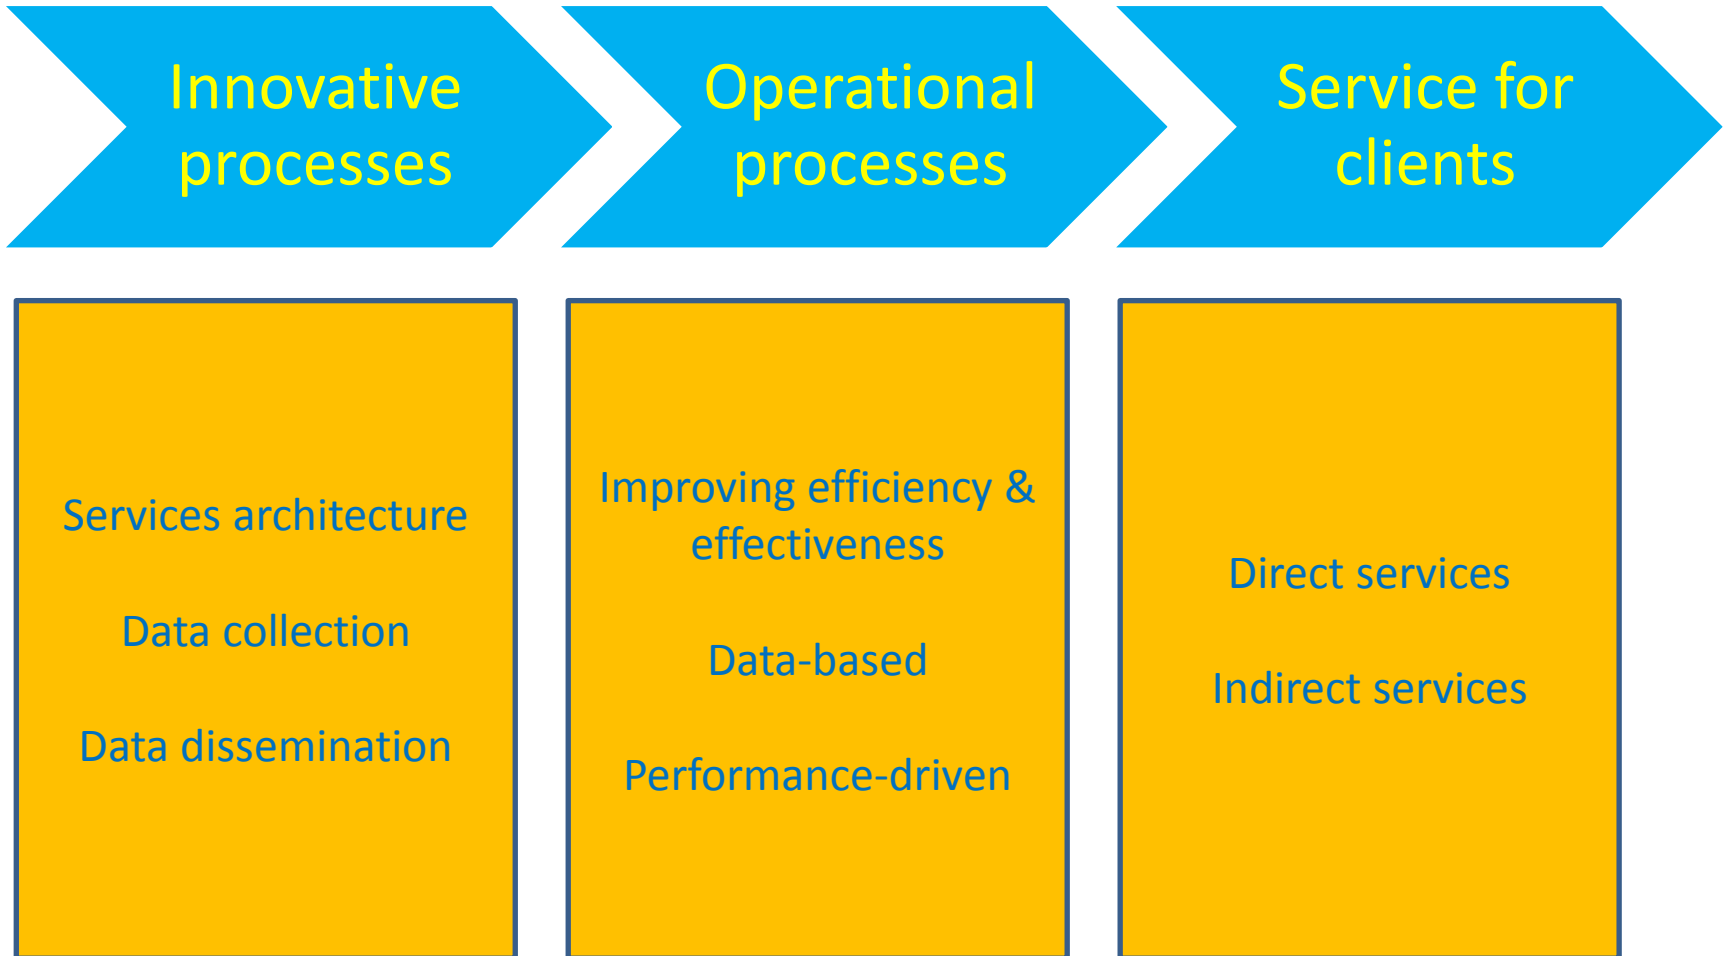 Innovative
processes
Operational
processes
Service for
clients
Services architecture
Data collection
Data dissemination
Improving efficiency &
effectiveness
Data-based
Performance-driven
Direct services
Indirect services